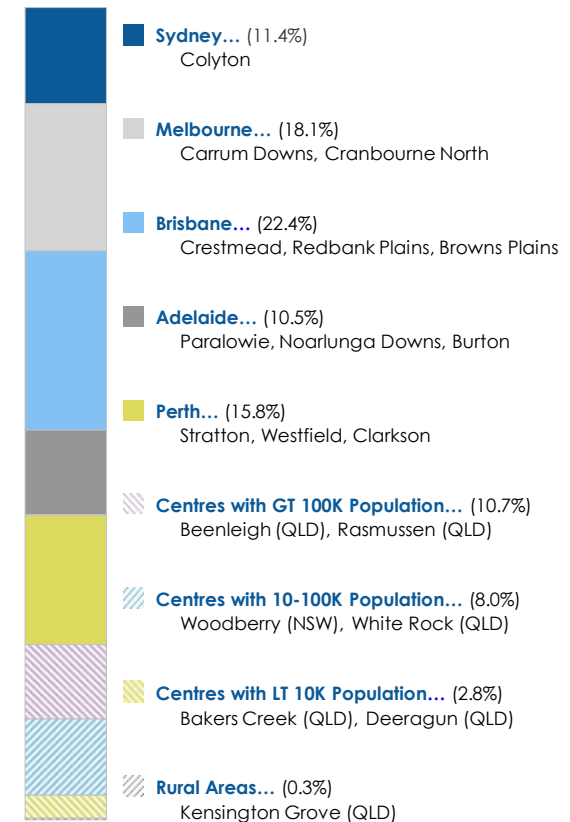 Sydney… (11.4%)
Colyton
Melbourne… (18.1%)
Carrum Downs, Cranbourne North
Brisbane… (22.4%)
Crestmead, Redbank Plains, Browns Plains
Adelaide… (10.5%)
Paralowie, Noarlunga Downs, Burton
Perth… (15.8%)
Stratton, Westfield, Clarkson
Centres with GT 100K Population… (10.7%)
Beenleigh (QLD), Rasmussen (QLD)
Centres with 10-100K Population… (8.0%)
Woodberry (NSW), White Rock (QLD)
Centres with LT 10K Population… (2.8%)
Bakers Creek (QLD), Deeragun (QLD)
Rural Areas… (0.3%)
Kensington Grove (QLD)